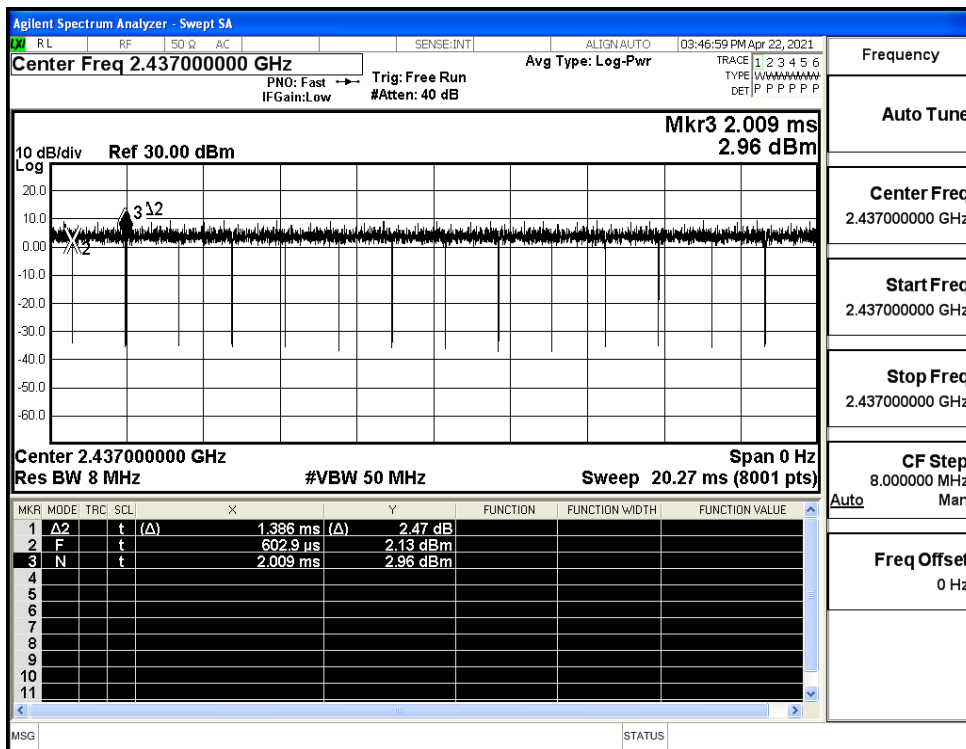 Agilent Spectrum Analyzer - Swept SA
LXI RL RF 50 Ω AC SENSE:INT ALIGN AUTO 03:46:59 PM Apr 22, 2021
Center Freq 2.437000000 GHz
PNO: Fast
IFGain:Low
Trig: Free Run
#Atten: 40 dB
Avg Type: Log-Pwr
TRACE 1 2 3 4 5 6
TYPE WWWWWW
DET P P P P P P
Mkr3 2.009 ms
2.96 dBm
10 dB/div Ref 30.00 dBm
Log
20.0
10.0
0.00
-10.0
-20.0
-30.0
-40.0
-50.0
-60.0
3 Δ2
2
Center 2.437000000 GHz Span 0 Hz
Res BW 8 MHz #VBW 50 MHz Sweep 20.27 ms (8001 pts)
MKR MODE TRC SCL X Y FUNCTION FUNCTION WIDTH FUNCTION VALUE
1 Δ2 t (Δ) 1.386 ms (Δ) 2.47 dB
2 F t 602.9 µs 2.13 dBm
3 N t 2.009 ms 2.96 dBm
4
5
6
7
8
9
10
11
MSG STATUS
Frequency
Auto Tune
Center Freq
2.437000000 GHz
Start Freq
2.437000000 GHz
Stop Freq
2.437000000 GHz
CF Step
8.000000 MHz
Auto Man
Freq Offset
0 Hz